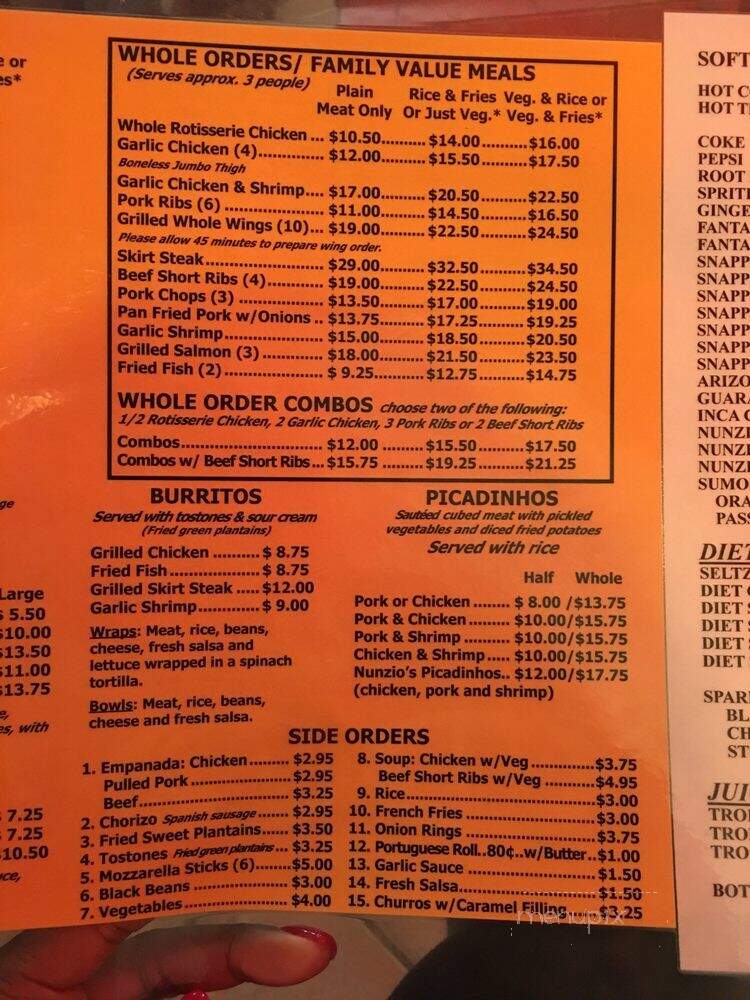 e or
es*
WHOLE ORDERS/ FAMILY VALUE MEALS
(Serves approx. 3 people)
Plain Rice & Fries Veg. & Rice or
Meat Only Or Just Veg.* Veg. & Fries*
Whole Rotisserie Chicken ... $10.50.......... $14.00..........$16.00
Garlic Chicken (4)............... $12.00.......... $15.50..........$17.50
Boneless Jumbo Thigh
Garlic Chicken & Shrimp.... $17.00.......... $20.50..........$22.50
Pork Ribs (6) ...................... $11.00.......... $14.50..........$16.50
Grilled Whole Wings (10)... $19.00.......... $22.50..........$24.50
Please allow 45 minutes to prepare wing order.
Skirt Steak.......................... $29.00..........$32.50..........$34.50
Beef Short Ribs (4)............. $19.00..........$22.50..........$24.50
Pork Chops (3) ................... $13.50..........$17.00..........$19.00
Pan Fried Pork w/Onions .. $13.75..........$17.25..........$19.25
Garlic Shrimp...................... $15.00..........$18.50..........$20.50
Grilled Salmon (3) .............. $18.00..........$21.50..........$23.50
Fried Fish (2)....................... $ 9.25...........$12.75..........$14.75
WHOLE ORDER COMBOS choose two of the following:
1/2 Rotisserie Chicken, 2 Garlic Chicken, 3 Pork Ribs or 2 Beef Short Ribs
Combos................................ $12.00 ..........$15.50..........$17.50
Combos w/ Beef Short Ribs... $15.75 ..........$19.25..........$21.25
BURRITOS
Served with tostones & sour cream
(Fried green plantains)
Grilled Chicken .......... $ 8.75
Fried Fish.................... $ 8.75
Grilled Skirt Steak ..... $12.00
Garlic Shrimp............. $ 9.00
Wraps: Meat, rice, beans,
cheese, fresh salsa and
lettuce wrapped in a spinach
tortilla.
Bowls: Meat, rice, beans,
cheese and fresh salsa.
PICADINHOS
Sautéed cubed meat with pickled
vegetables and diced fried potatoes
Served with rice
Half Whole
Pork or Chicken ........ $ 8.00 /$13.75
Pork & Chicken ......... $10.00/$15.75
Pork & Shrimp .......... $10.00/$15.75
Chicken & Shrimp ..... $10.00/$15.75
Nunzio's Picadinhos.. $12.00/$17.75
(chicken, pork and shrimp)
SIDE ORDERS
1. Empanada: Chicken......... $2.95
Pulled Pork .......................$2.95
Beef....................................$3.25
2. Chorizo Spanish sausage ....... $2.95
3. Fried Sweet Plantains...... $3.50
4. Tostones Fried green plantains ... $3.25
5. Mozzarella Sticks (6).......$5.00
6. Black Beans .....................$3.00
7. Vegetables........................$4.00
8. Soup: Chicken w/Veg .............$3.75
Beef Short Ribs w/Veg ...........$4.95
9. Rice........................................$3.00
10. French Fries .........................$3.00
11. Onion Rings .........................$3.75
12. Portuguese Roll..80¢..w/Butter..$1.00
13. Garlic Sauce .........................$1.50
14. Fresh Salsa...........................$1.50
15. Churros w/Caramel Filling......$3.25
ge
Large
$ 5.50
$10.00
$13.50
$11.00
$13.75
e,
es, with
$ 7.25
$ 7.25
$10.50
uce,
SOFT
HOT C
HOT T
COKE
PEPSI
ROOT
SPRITE
GINGE
FANTA
FANTA
SNAPP
SNAPP
SNAPP
SNAPP
SNAPP
SNAPP
SNAPP
ARIZO
GUARA
INCA C
NUNZI
NUNZI
NUNZI
SUMO
ORA
PASS
DIET
SELTZ
DIET C
DIET S
DIET S
DIET S
DIET
SPAR
BL
CH
ST
JUI
TRO
TRO
TRO
BOT
menupix